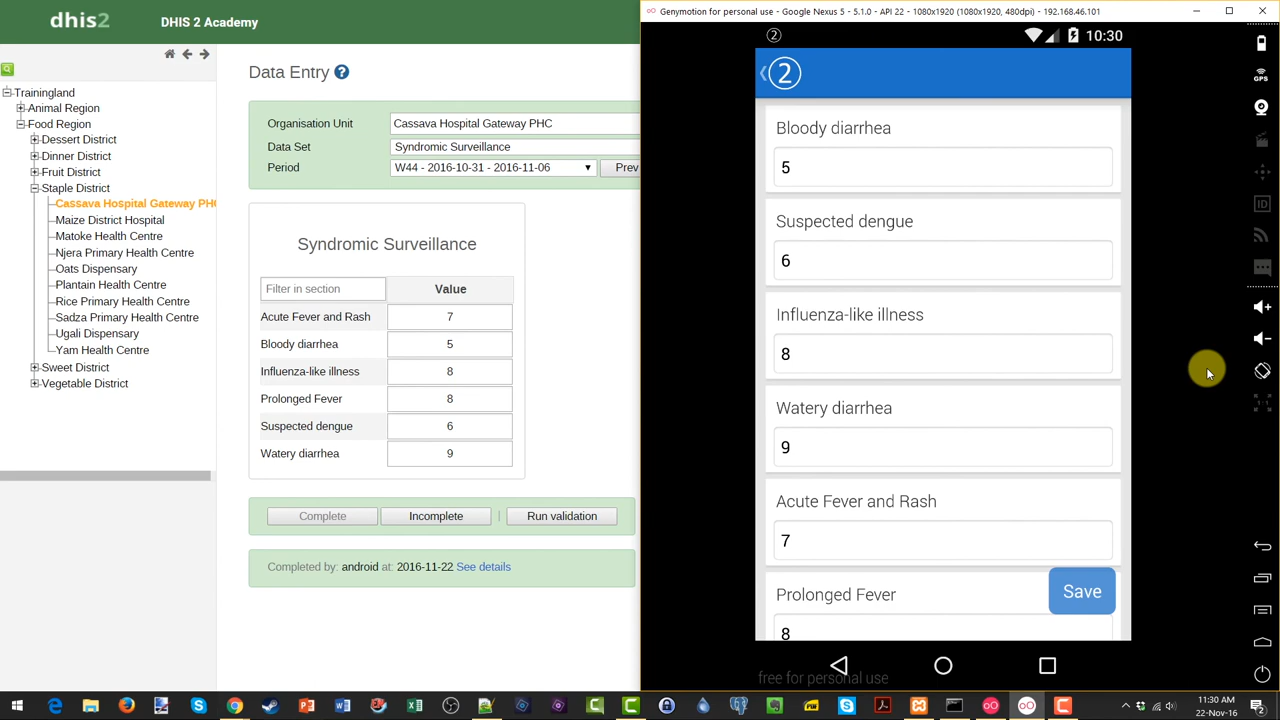 dhis2
DHIS 2 Academy
Trainingland
Animal Region
Food Region
Dessert District
Dinner District
Fruit District
Staple District
Cassava Hospital Gateway PHC
Maize District Hospital
Matoke Health Centre
Njera Primary Health Centre
Oats Dispensary
Plantain Health Centre
Rice Primary Health Centre
Sadza Primary Health Centre
Ugali Dispensary
Yam Health Centre
Sweet District
Vegetable District
Data Entry ?
Organisation Unit Cassava Hospital Gateway PHC
Data Set Syndromic Surveillance
Period W44 - 2016-10-31 - 2016-11-06 Prev
Syndromic Surveillance
Filter in section Value
Acute Fever and Rash 7
Bloody diarrhea 5
Influenza-like illness 8
Prolonged Fever 8
Suspected dengue 6
Watery diarrhea 9
Complete Incomplete | Run validation
Completed by: android at: 2016-11-22 See details
Genymotion for personal use - Google Nexus 5 - 5.1.0 - API 22 - 1080x1920 (1080x1920, 480dpi) - 192.168.46.101
2 10:30
2
Bloody diarrhea
5
Suspected dengue
6
Influenza-like illness
8
Watery diarrhea
9
Acute Fever and Rash
7
Prolonged Fever
Save
8
free for personal use
GPS
ID
11:30 AM
22-Nov-16
2